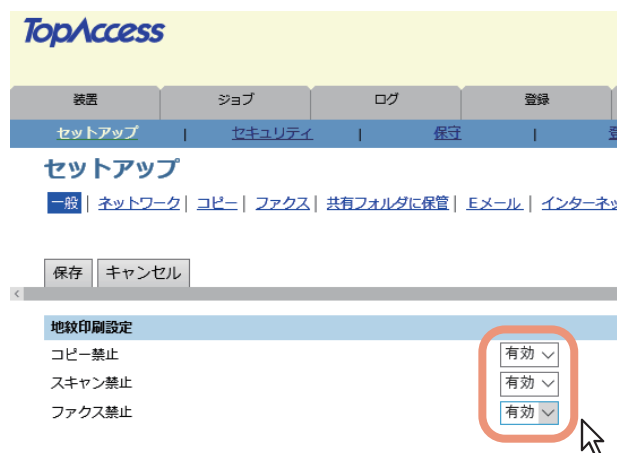 TopAccess
装置 ジョブ ログ 登録
セットアップ | セキュリティ | 保守 |
セットアップ
一般 | ネットワーク | コピー | ファクス | 共有フォルダに保管 | Eメール | インターネッ
保存 キャンセル
地紋印刷設定
コピー禁止 有効
スキャン禁止 有効
ファクス禁止 有効